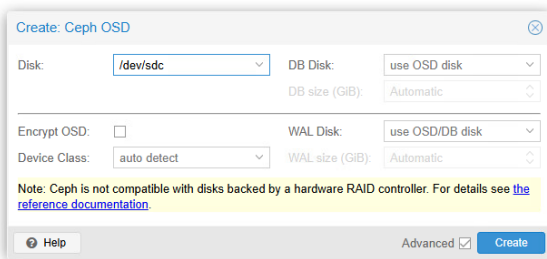 Create: Ceph OSD
Disk: /dev/sdc DB Disk: use OSD disk
DB size (GiB): Automatic
Encrypt OSD: WAL Disk: use OSD/DB disk
Device Class: auto detect WAL size (GiB): Automatic
Note: Ceph is not compatible with disks backed by a hardware RAID controller. For details see the
reference documentation.
Help Advanced Create